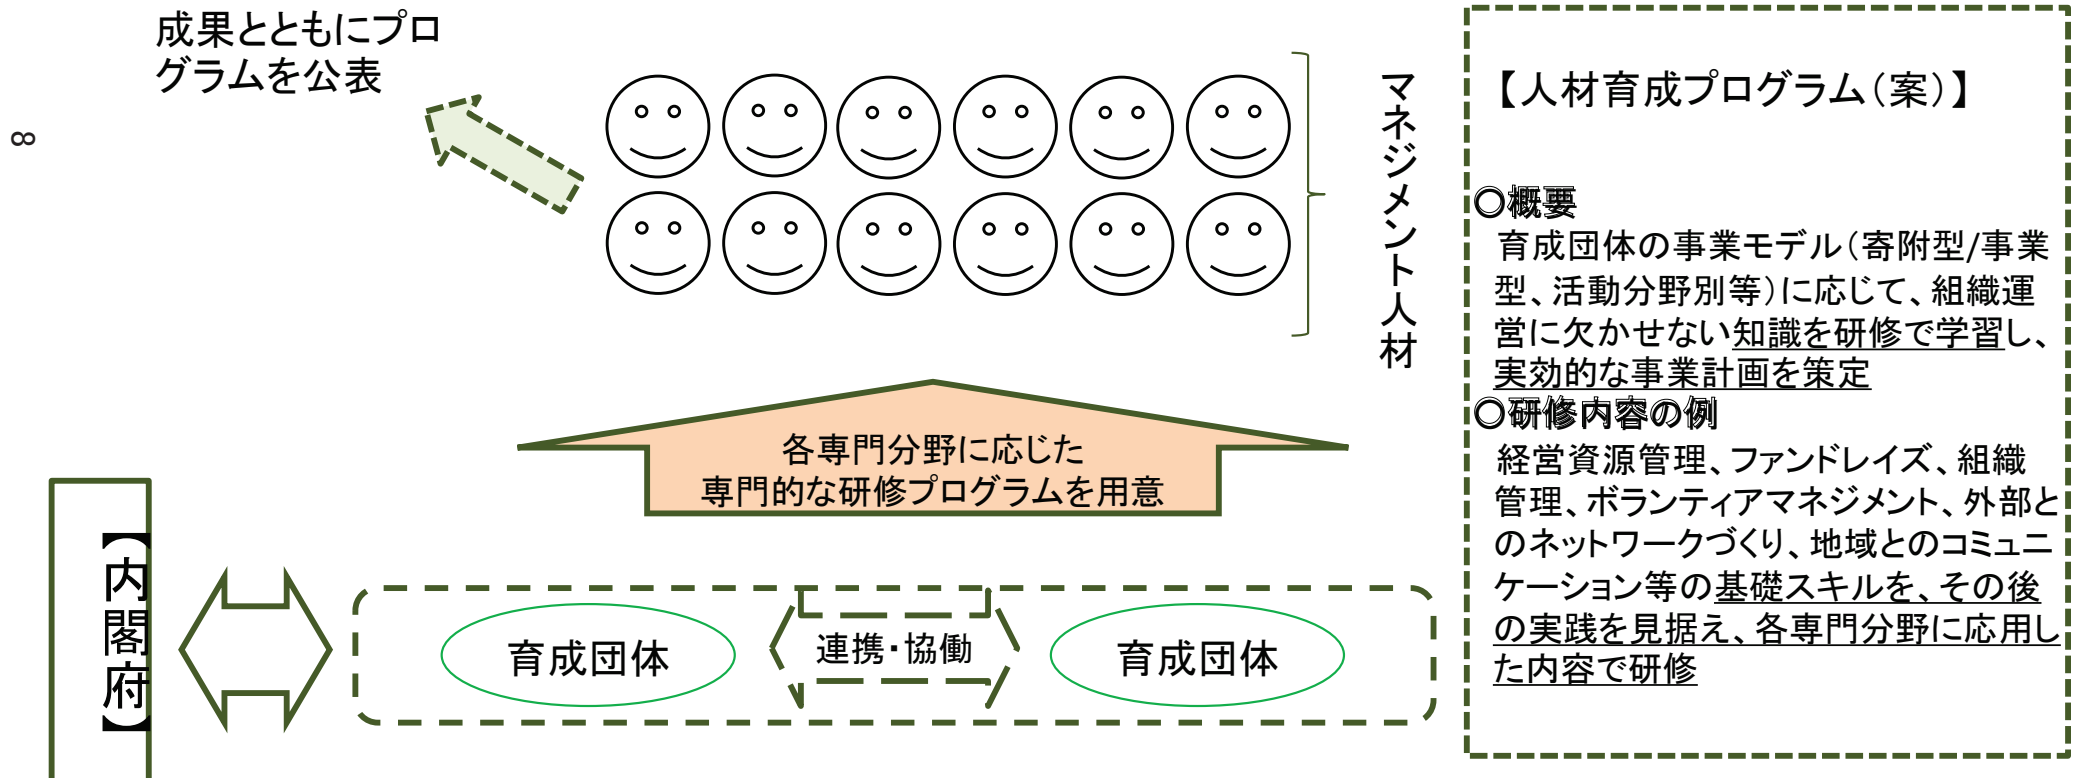 成果とともにプロ
グラムを公表
8
マネジメント人材
各専門分野に応じた
専門的な研修プログラムを用意
【内閣府】
育成団体
連携・協働
育成団体
【人材育成プログラム（案）】
○概要
育成団体の事業モデル（寄附型/事業
型、活動分野別等）に応じて、組織運
営に欠かせない知識を研修で学習し、
実効的な事業計画を策定
○研修内容の例
経営資源管理、ファンドレイズ、組織
管理、ボランティアマネジメント、外部と
のネットワークづくり、地域とのコミュニ
ケーション等の基礎スキルを、その後
の実践を見据え、各専門分野に応用し
た内容で研修